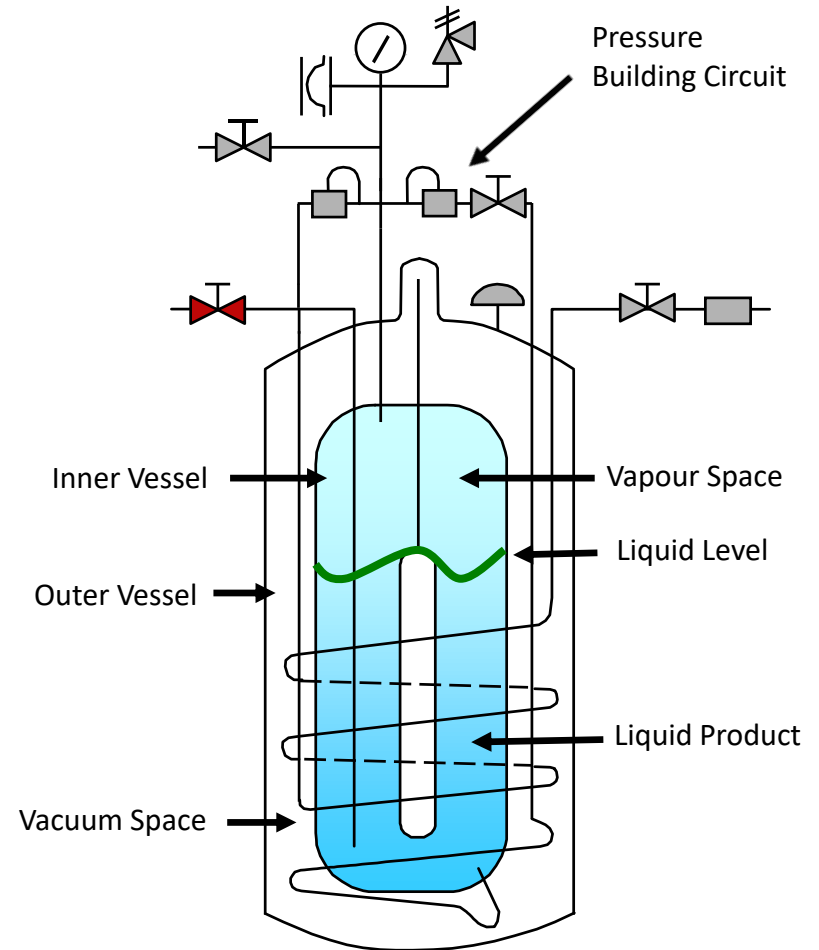 Pressure
Building Circuit
Inner Vessel
Vapour Space
Liquid Level
Outer Vessel
Liquid Product
Vacuum Space